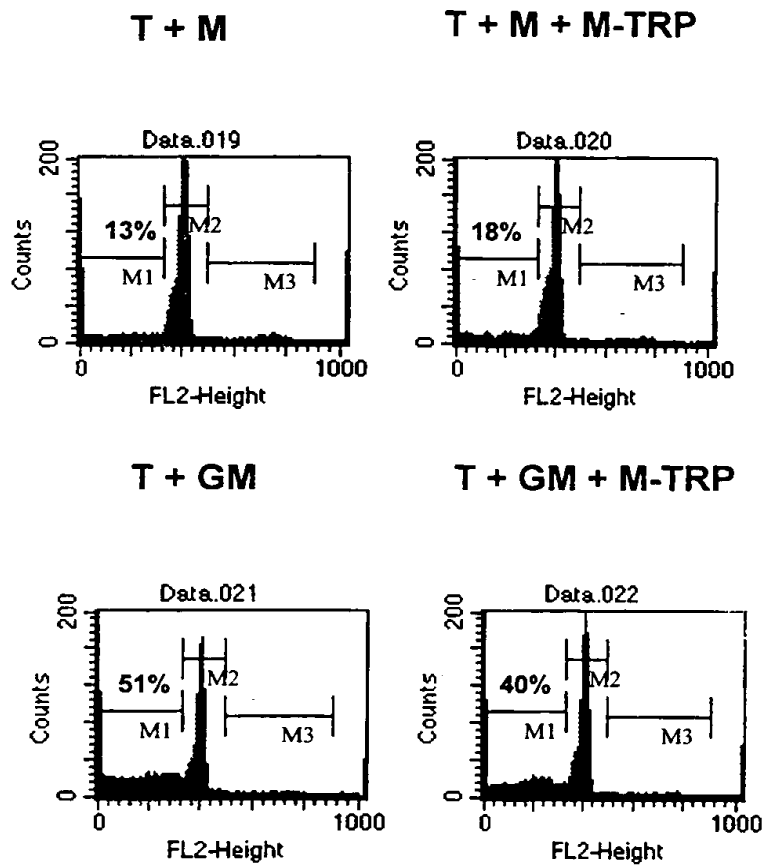 T + M
T + M + M-TRP
Data.019
200
Counts
0
13%
M1
M2
M3
0
1000
FL2-Height
Data.020
200
Counts
0
18%
M1
M2
M3
0
1000
FL2-Height
T + GM
T + GM + M-TRP
Data.021
200
Counts
0
51%
M1
M2
M3
0
1000
FL2-Height
Data.022
200
Counts
0
40%
M1
M2
M3
0
1000
FL2-Height